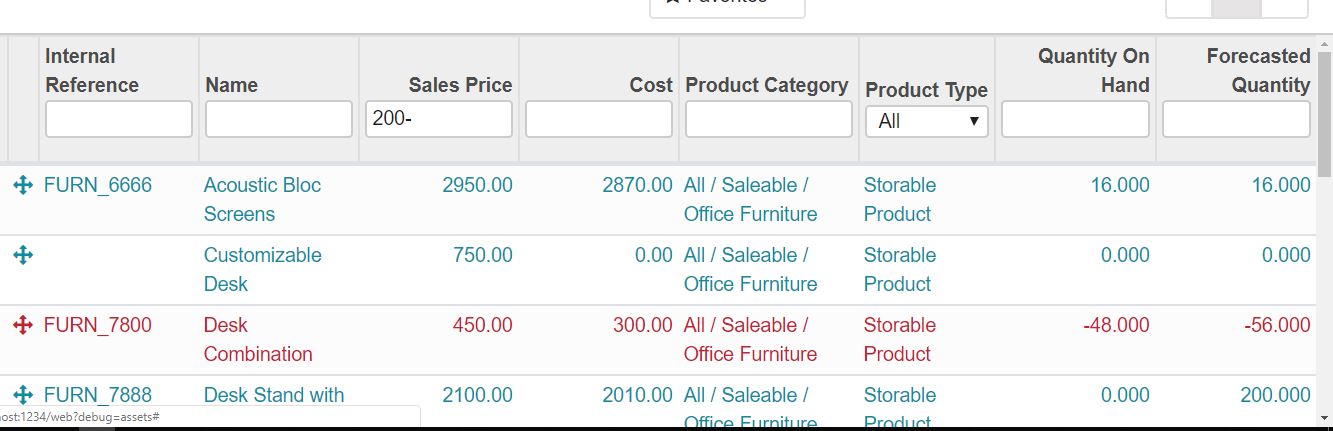 Internal Reference Name Sales Price Cost Product Category Product Type Quantity On Hand Forecasted Quantity
200- All
FURN_6666 Acoustic Bloc Screens 2950.00 2870.00 All / Saleable / Office Furniture Storable Product 16.000 16.000
Customizable Desk 750.00 0.00 All / Saleable / Office Furniture Storable Product 0.000 0.000
FURN_7800 Desk Combination 450.00 300.00 All / Saleable / Office Furniture Storable Product -48.000 -56.000
FURN_7888 Desk Stand with 2100.00 2010.00 All / Saleable / Office Furniture Storable Product 0.000 200.000
ost:1234/web?debug=assets#